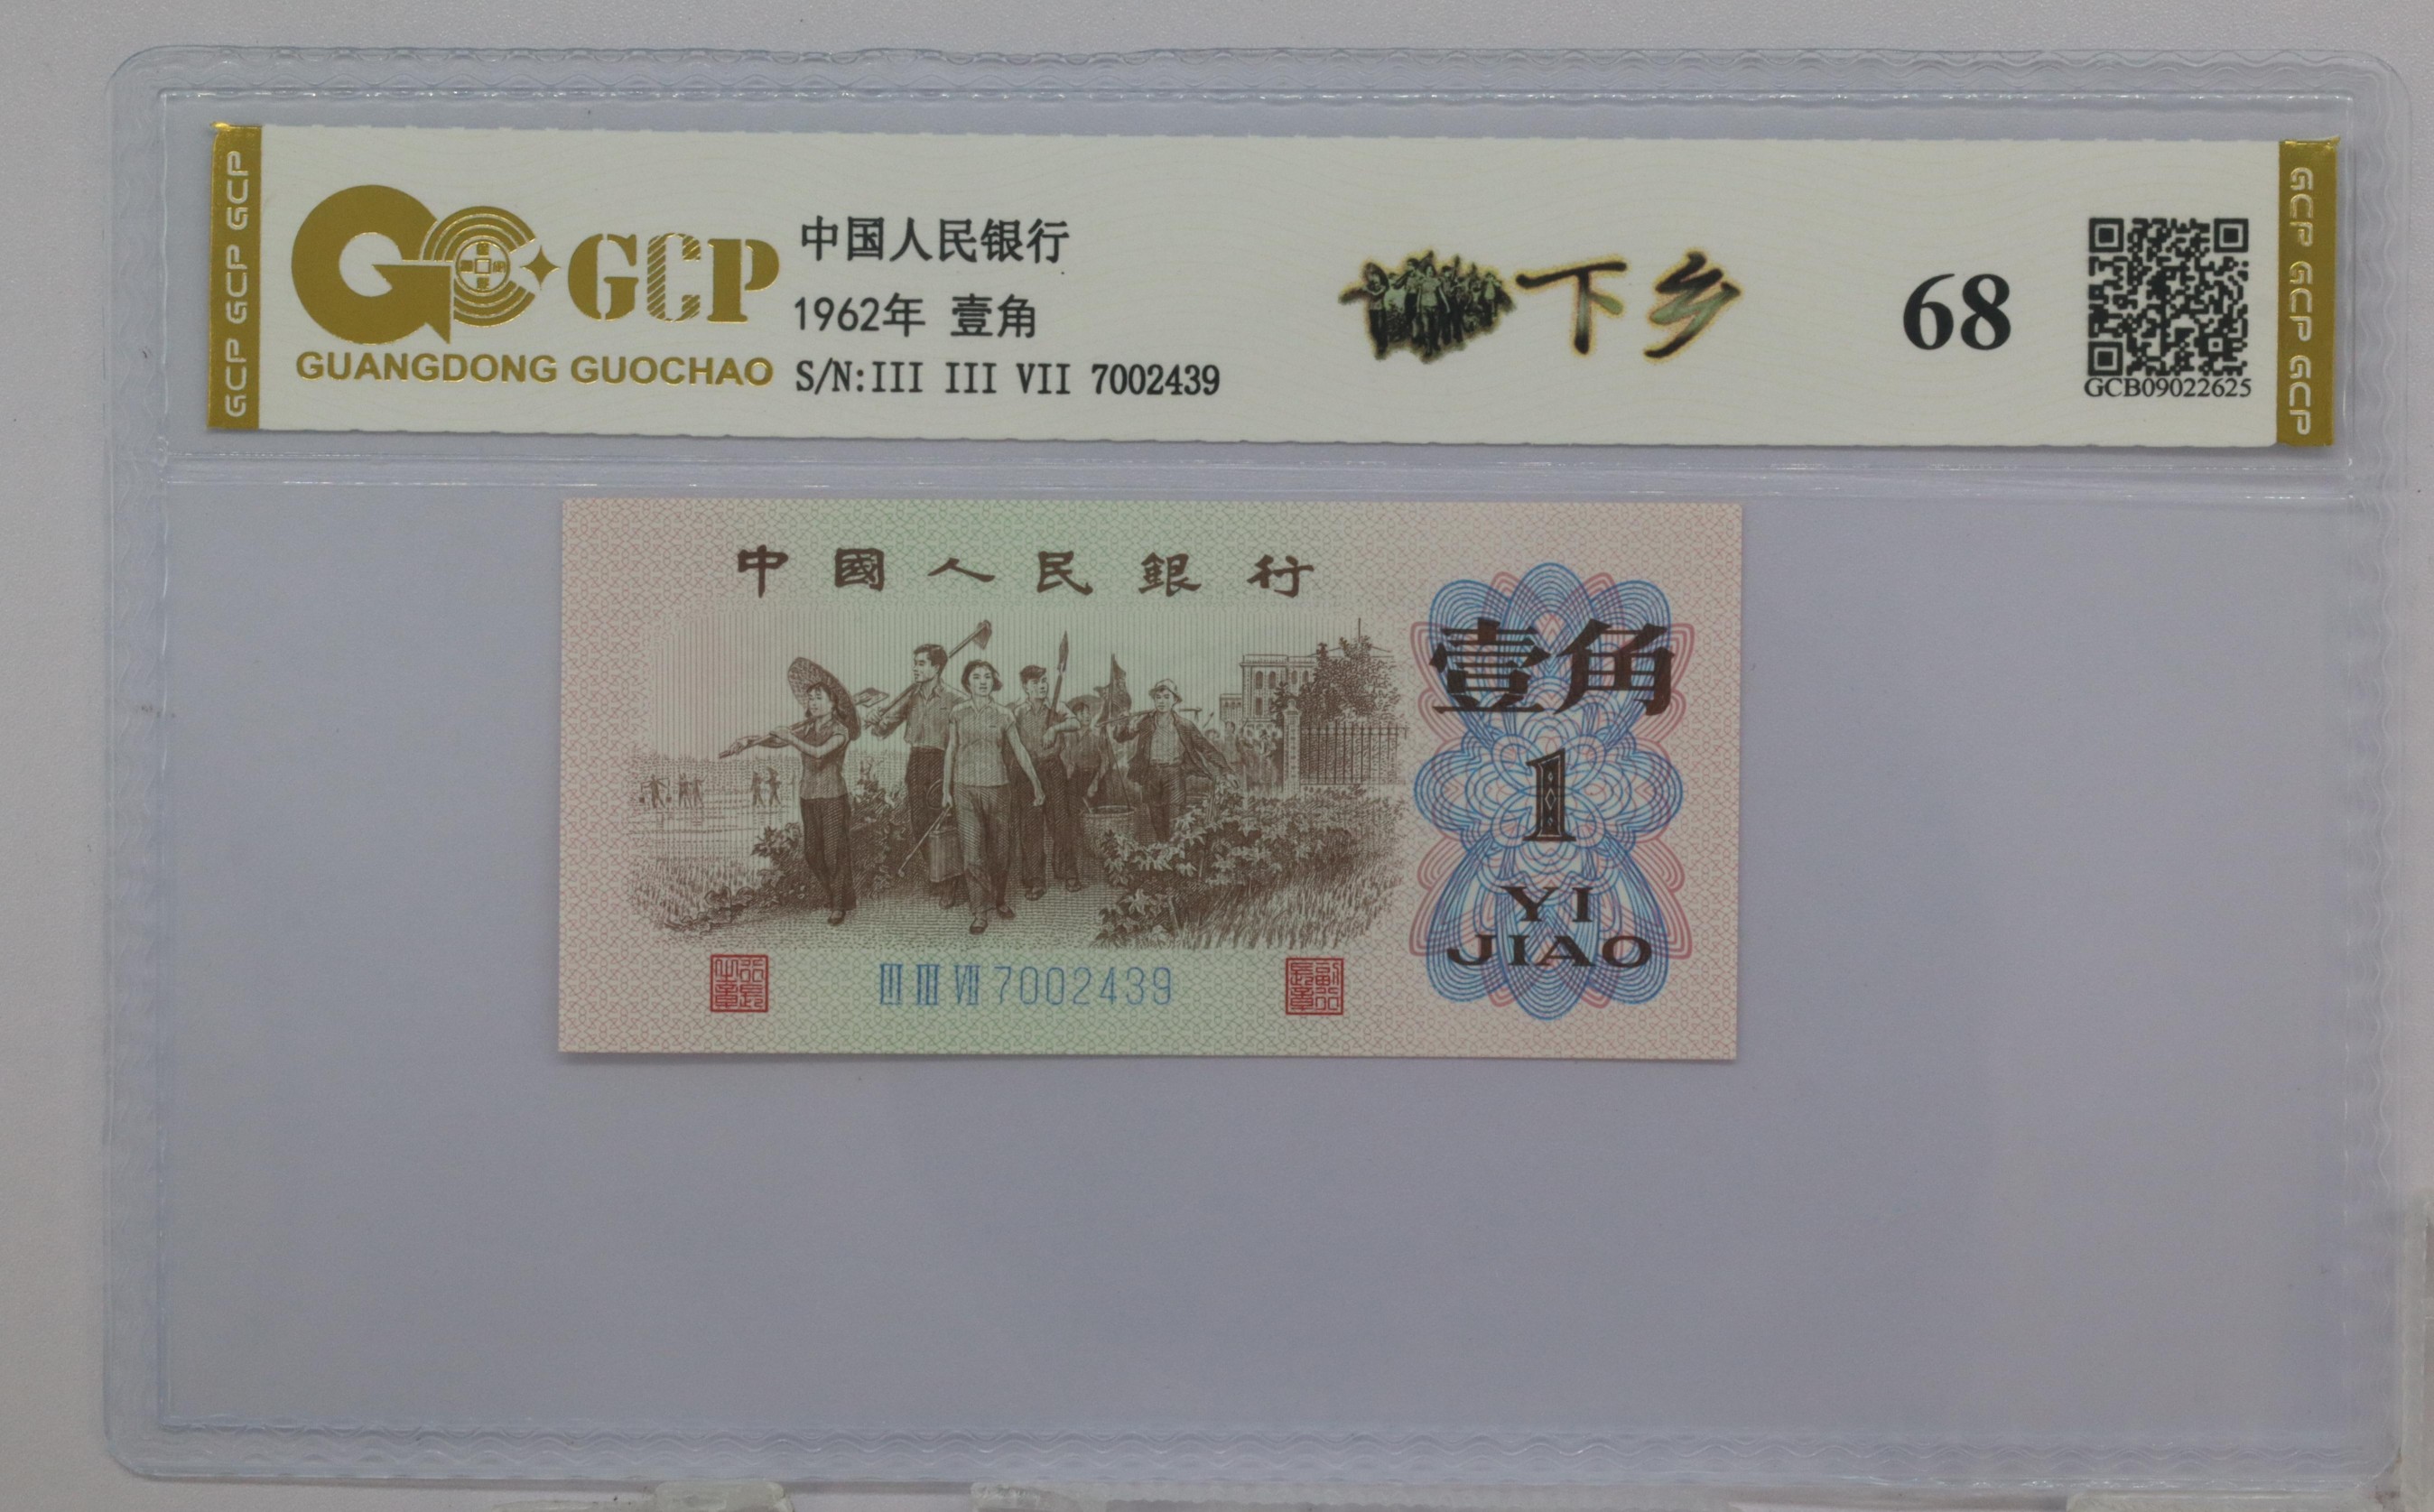 GCP GCP GCP
GCP
GUANGDONG GUOCHAO
中国人民银行
1962年 壹角
S/N:III III VII 7002439
下乡
68
GCB09022625
GCP GCP GCP
中國人民銀行
壹角
1
YI
JIAO
III III VII 7002439